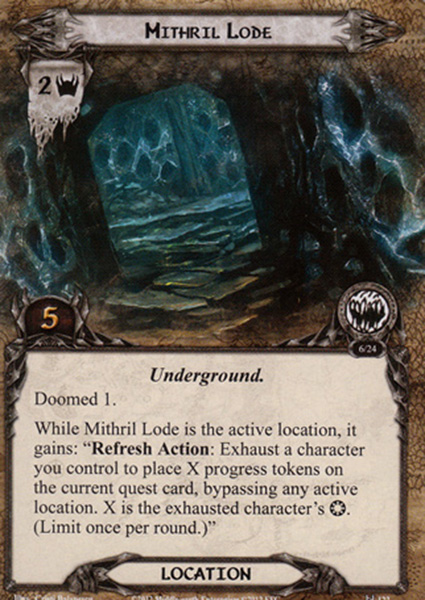 Mithril Lode
2
5
6/24
Underground.
Doomed 1.
While Mithril Lode is the active location, it
gains: “Refresh Action: Exhaust a character
you control to place X progress tokens on
the current quest card, bypassing any active
location. X is the exhausted character’s
(Limit once per round.)”
LOCATION